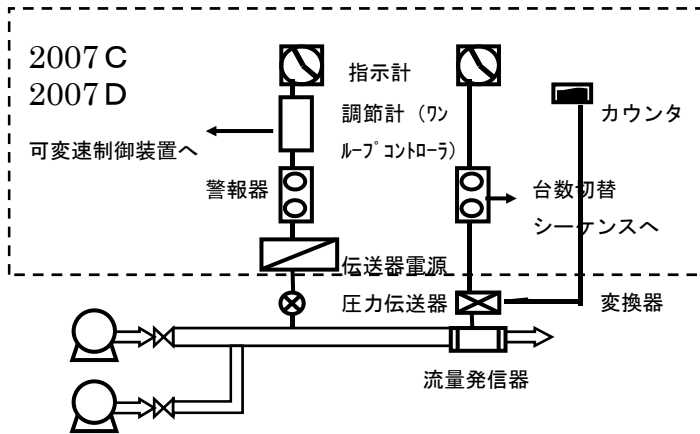 2007C
2007D
指示計
調節計（ﾜﾝ
ﾙｰﾌﾟｺﾝﾄﾛｰﾗ）
カウンタ
可変速制御装置へ
警報器
台数切替
シーケンスへ
伝送器電源
圧力伝送器
変換器
流量発信器